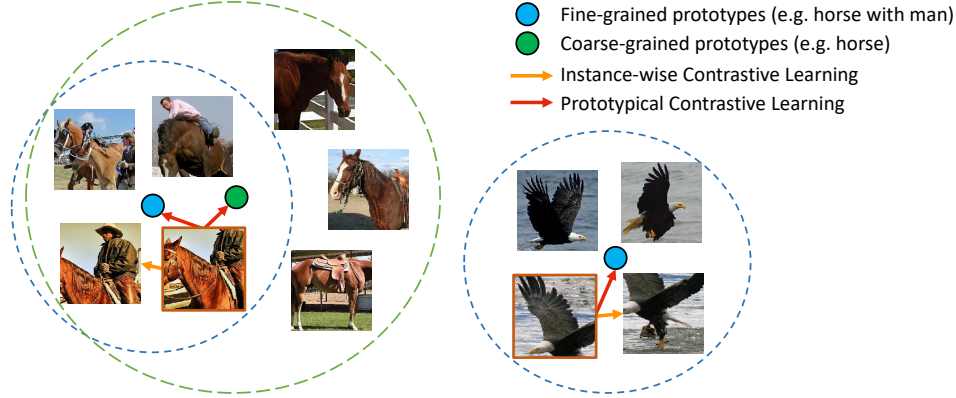 Fine-grained prototypes (e.g. horse with man)
Coarse-grained prototypes (e.g. horse)
Instance-wise Contrastive Learning
Prototypical Contrastive Learning